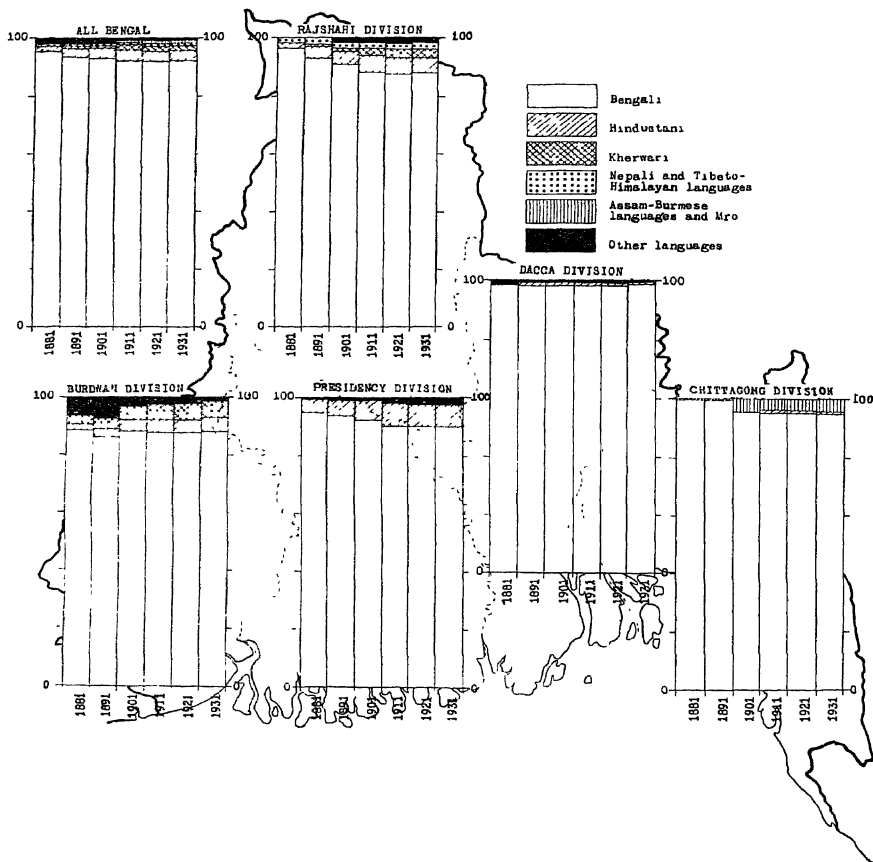 ALL BENGAL
100
100
0
0
1881 1891 1901 1911 1921 1931
RAJSHAHI DIVISION
100
100
0
0
1881 1891 1901 1911 1921 1931
Bengali
Hindustani
Kherwari
Nepali and Tibeto-
Himalayan languages
Assam-Burmese
languages and Mro
Other languages
DACCA DIVISION
100
100
0
0
1881 1891 1901 1911 1921 1931
BURDWAN DIVISION
100
100
0
1881 1891 1901 1911 1921 1931
PRESIDENCY DIVISION
100
0
0
1881 1891 1901 1911 1921 1931
CHITTAGONG DIVISION
100
0
0
1881 1891 1901 1911 1921 1931